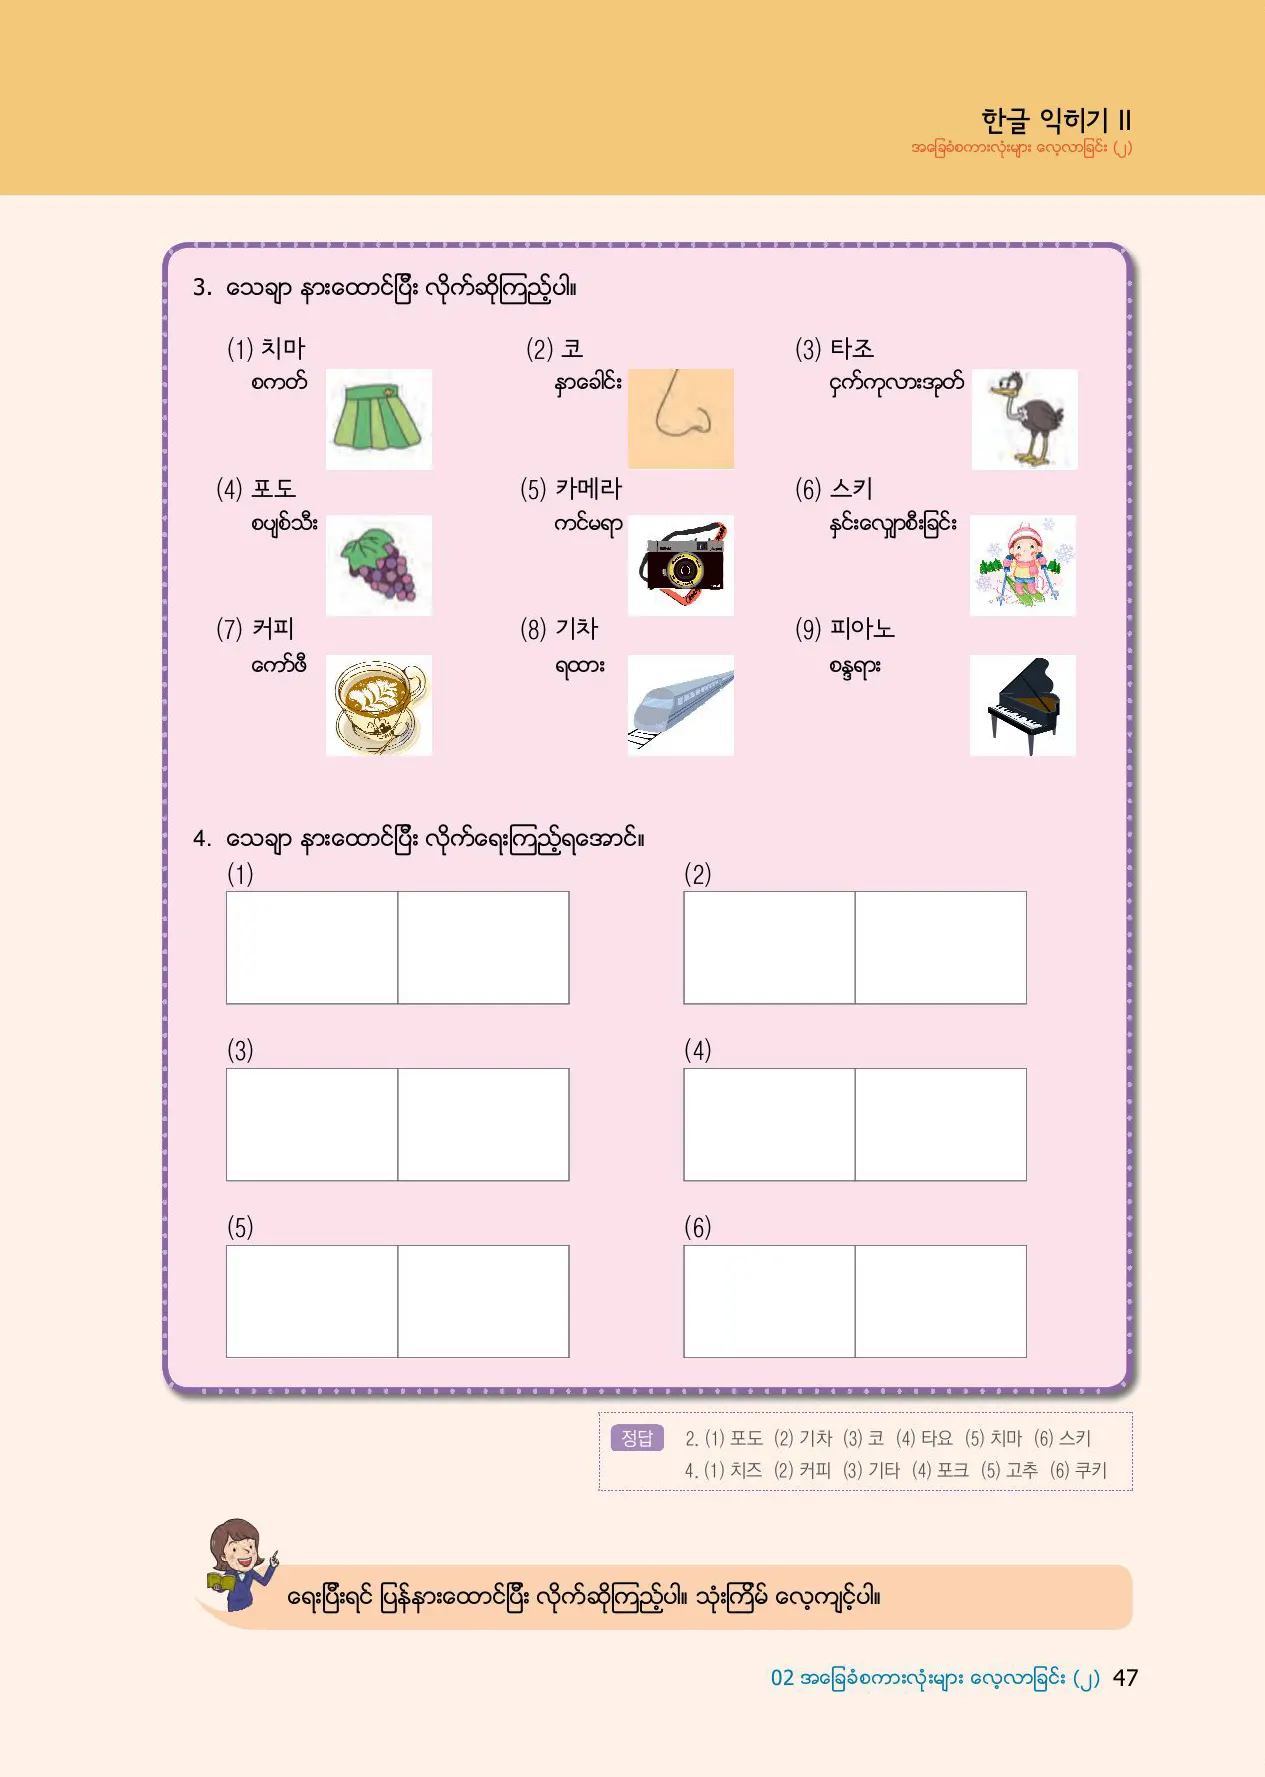 한글 익히기 II
အခြေခံစကားလုံးများ လေ့လာခြင်း (၂)
3. သေချာ နားထောင်ပြီး လိုက်ဆိုကြည့်ပါ။
(1) 치마 (2) 코 (3) 타조
စကတ် နှာခေါင်း ငှက်ကုလားအုတ်
(4) 포도 (5) 카메라 (6) 스키
စပျစ်သီး ကင်မရာ နှင်းလျှောစီးခြင်း
(7) 커피 (8) 기차 (9) 피아노
ကော်ဖီ ရထား စန္ဒရား
4. သေချာ နားထောင်ပြီး လိုက်ရေးကြည့်ရအောင်။
(1) (2)
(3) (4)
(5) (6)
정답 2. (1) 포도 (2) 기차 (3) 코 (4) 타요 (5) 치마 (6) 스키
4. (1) 치즈 (2) 커피 (3) 기타 (4) 포크 (5) 고추 (6) 쿠키
ရေးပြီးရင် ပြန်နားထောင်ပြီး လိုက်ဆိုကြည့်ပါ။ သုံးကြိမ် လေ့ကျင့်ပါ။
02 အခြေခံစကားလုံးများ လေ့လာခြင်း (၂) 47